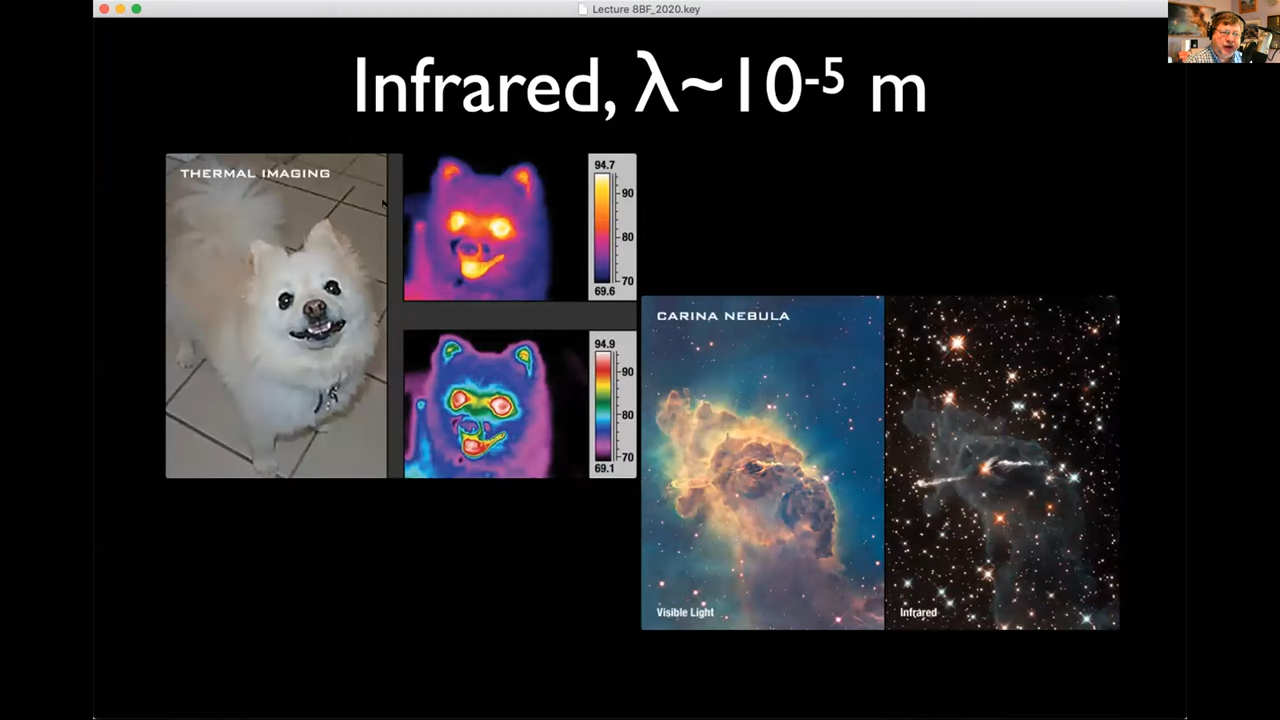 Lecture 8BF_2020.key
Infrared, λ~10⁻⁵ m
THERMAL IMAGING
94.7
90
80
70
69.6
94.9
90
80
70
69.1
CARINA NEBULA
Visible Light
Infrared